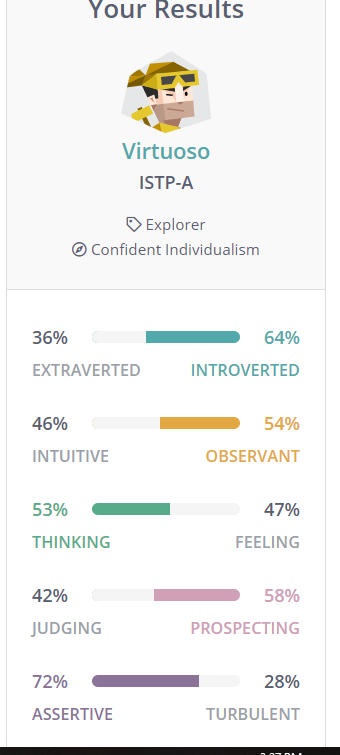 Your Results
Virtuoso
ISTP-A
Explorer
Confident Individualism
36% 64%
EXTRAVERTED INTROVERTED
46% 54%
INTUITIVE OBSERVANT
53% 47%
THINKING FEELING
42% 58%
JUDGING PROSPECTING
72% 28%
ASSERTIVE TURBULENT